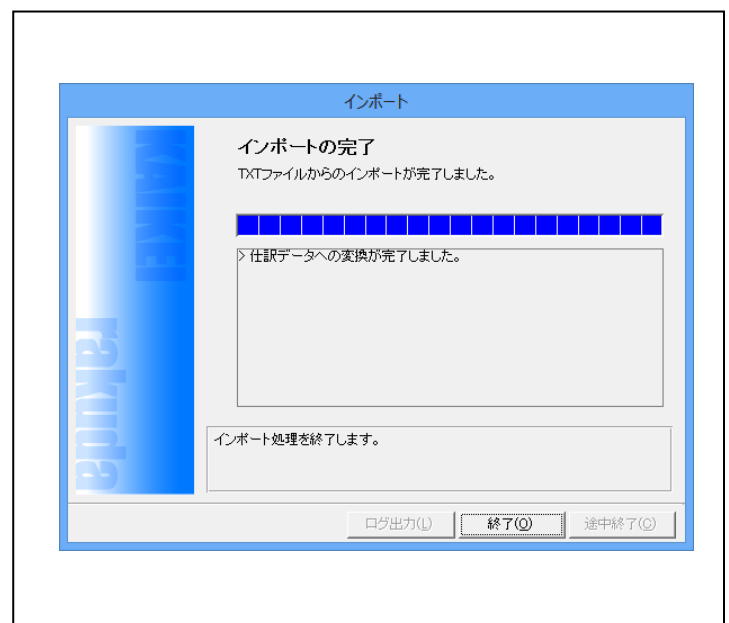 インポート
KAIKEI
rakuda
インポートの完了
TXTファイルからのインポートが完了しました。
> 仕訳データへの変換が完了しました。
インポート処理を終了します。
ログ出力(L)
終了(O)
途中終了(C)